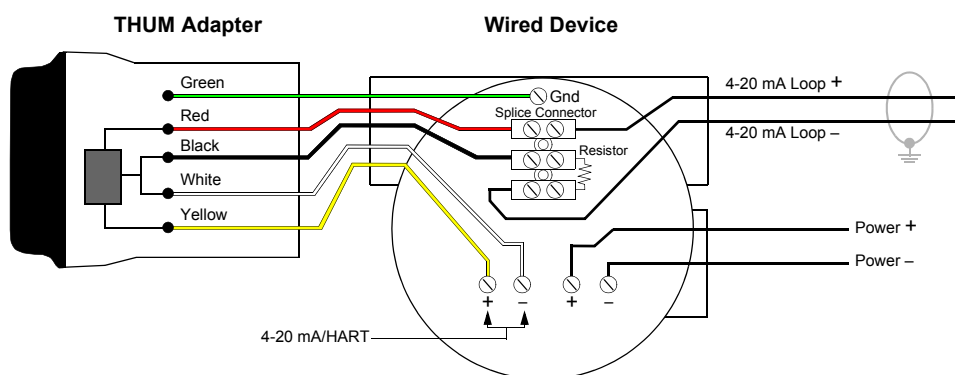 THUM Adapter
Wired Device
Green
Gnd
4-20 mA Loop +
Splice Connector
Red
4-20 mA Loop –
Black
Resistor
White
Yellow
Power +
Power –
+
–
+
–
4-20 mA/HART